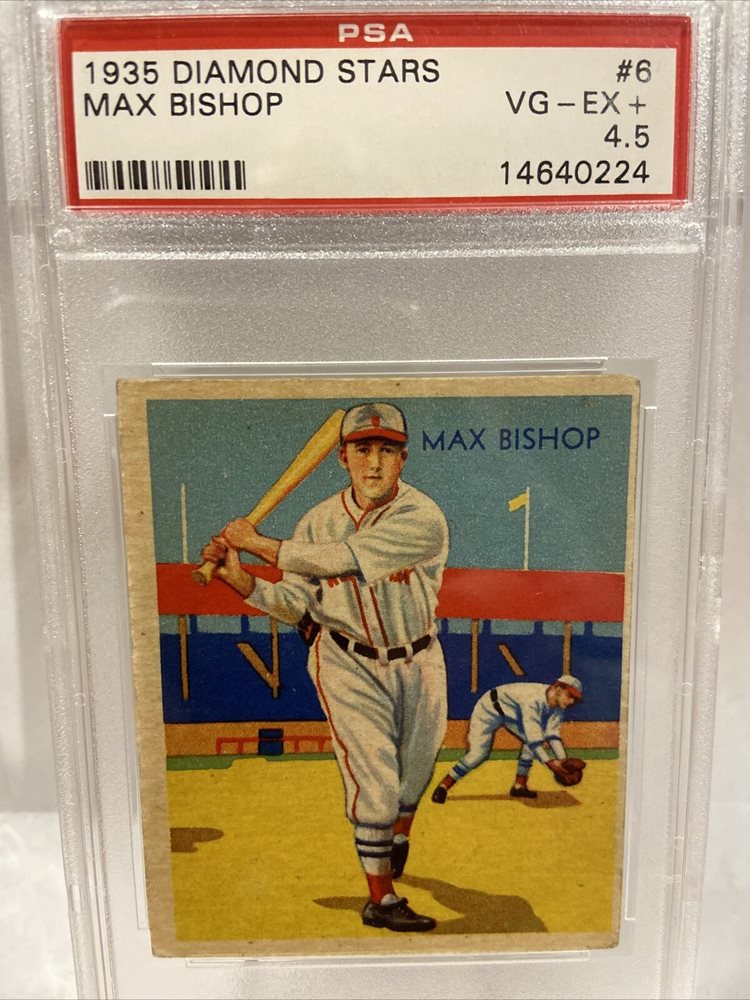 PSA
1935 DIAMOND STARS #6
MAX BISHOP VG-EX+
4.5
14640224
MAX BISHOP